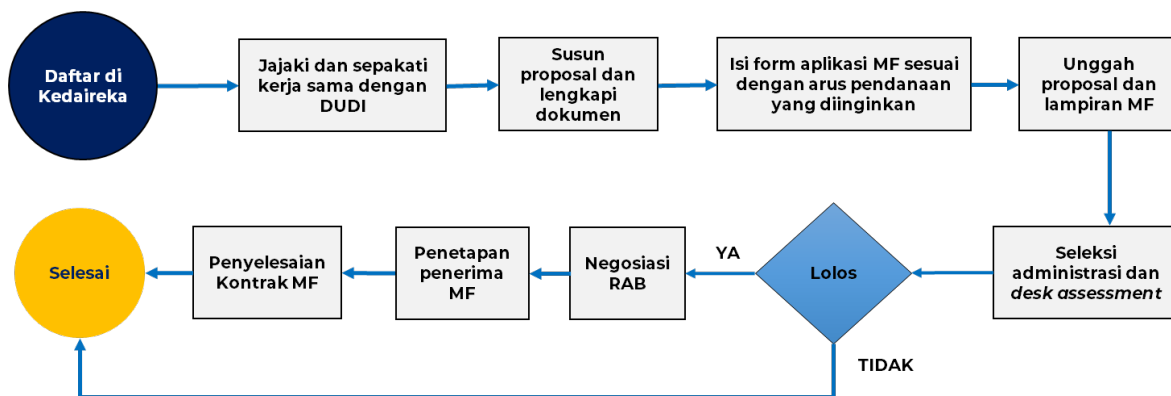 Daftar di
Kedaireka
Jajaki dan sepakati
kerja sama dengan
DUDI
Susun
proposal dan
lengkapi
dokumen
Isi form aplikasi MF sesuai
dengan arus pendanaan
yang diinginkan
Unggah
proposal dan
lampiran MF
Seleksi
administrasi dan
desk assessment
Lolos
YA
TIDAK
Negosiasi
RAB
Penetapan
penerima
MF
Penyelesaian
Kontrak MF
Selesai